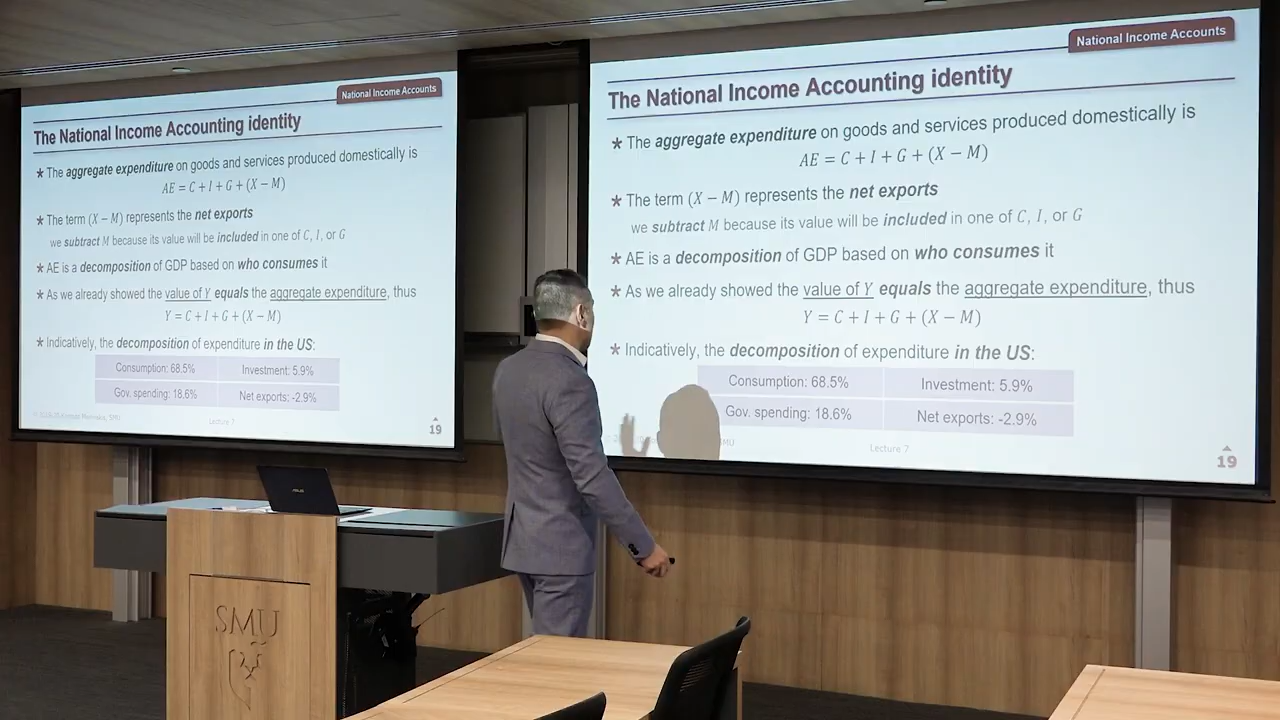 National Income Accounts
The National Income Accounting identity
★ The aggregate expenditure on goods and services produced domestically is
AE = C + I + G + (X − M)
★ The term (X − M) represents the net exports
we subtract M because its value will be included in one of C, I, or G
★ AE is a decomposition of GDP based on who consumes it
★ As we already showed the value of Y equals the aggregate expenditure, thus
Y = C + I + G + (X − M)
★ Indicatively, the decomposition of expenditure in the US:
Consumption: 68.5% Investment: 5.9%
Gov. spending: 18.6% Net exports: -2.9%
SMU
Lecture 7
19
National Income Accounts
The National Income Accounting identity
★ The aggregate expenditure on goods and services produced domestically is
AE = C + I + G + (X − M)
★ The term (X − M) represents the net exports
we subtract M because its value will be included in one of C, I, or G
★ AE is a decomposition of GDP based on who consumes it
★ As we already showed the value of Y equals the aggregate expenditure, thus
Y = C + I + G + (X − M)
★ Indicatively, the decomposition of expenditure in the US:
Consumption: 68.5% Investment: 5.9%
Gov. spending: 18.6% Net exports: -2.9%
SMU
Lecture 7
19
ASUS
SMU